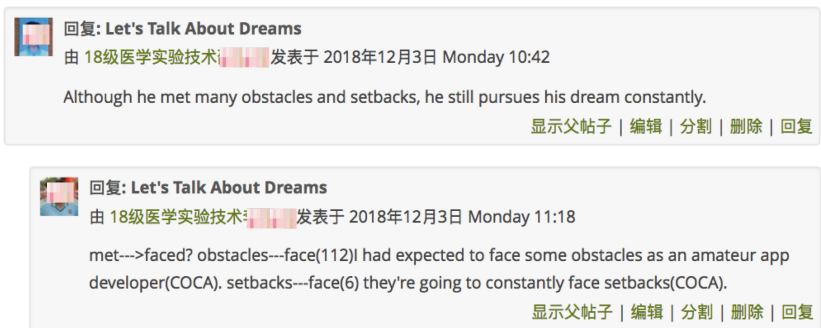 回复: Let's Talk About Dreams
由 18级医学实验技术 发表于 2018年12月3日 Monday 10:42
Although he met many obstacles and setbacks, he still pursues his dream constantly.
显示父帖子 | 编辑 | 分割 | 删除 | 回复
回复: Let's Talk About Dreams
由 18级医学实验技术 发表于 2018年12月3日 Monday 11:18
met--->faced? obstacles---face(112)I had expected to face some obstacles as an amateur app
developer(COCA). setbacks---face(6) they're going to constantly face setbacks(COCA).
显示父帖子 | 编辑 | 分割 | 删除 | 回复